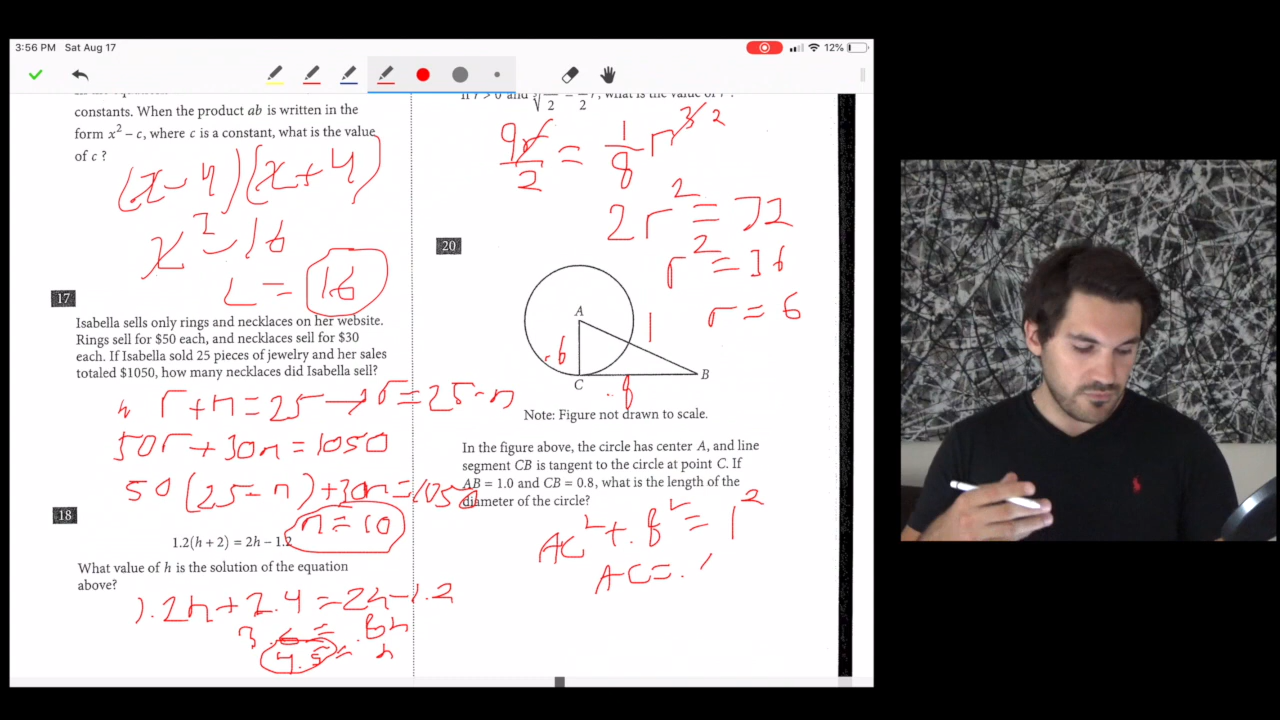 3:56 PM Sat Aug 17
12%
constants. When the product ab is written in the
form x² – c, where c is a constant, what is the value
of c ?
(x-4)(x+4)
x²-16
c = 16
17
Isabella sells only rings and necklaces on her website.
Rings sell for $50 each, and necklaces sell for $30
each. If Isabella sold 25 pieces of jewelry and her sales
totaled $1050, how many necklaces did Isabella sell?
r+n=25 → r=25-n
50r+30n=1050
50(25-n)+30n=1050
n=10
18
1.2(h + 2) = 2h – 1.2
What value of h is the solution of the equation
above?
1.2h+2.4=2h-1.2
3.6=.8h
4.5=h
what is the value of r ?
9r/2 = 1/8 r³ 2
2r²=72
r²=36
r=6
20
A
1
.6
C
.8
B
Note: Figure not drawn to scale.
In the figure above, the circle has center A, and line
segment CB is tangent to the circle at point C. If
AB = 1.0 and CB = 0.8, what is the length of the
diameter of the circle?
AC²+.8²=1²
AC=.